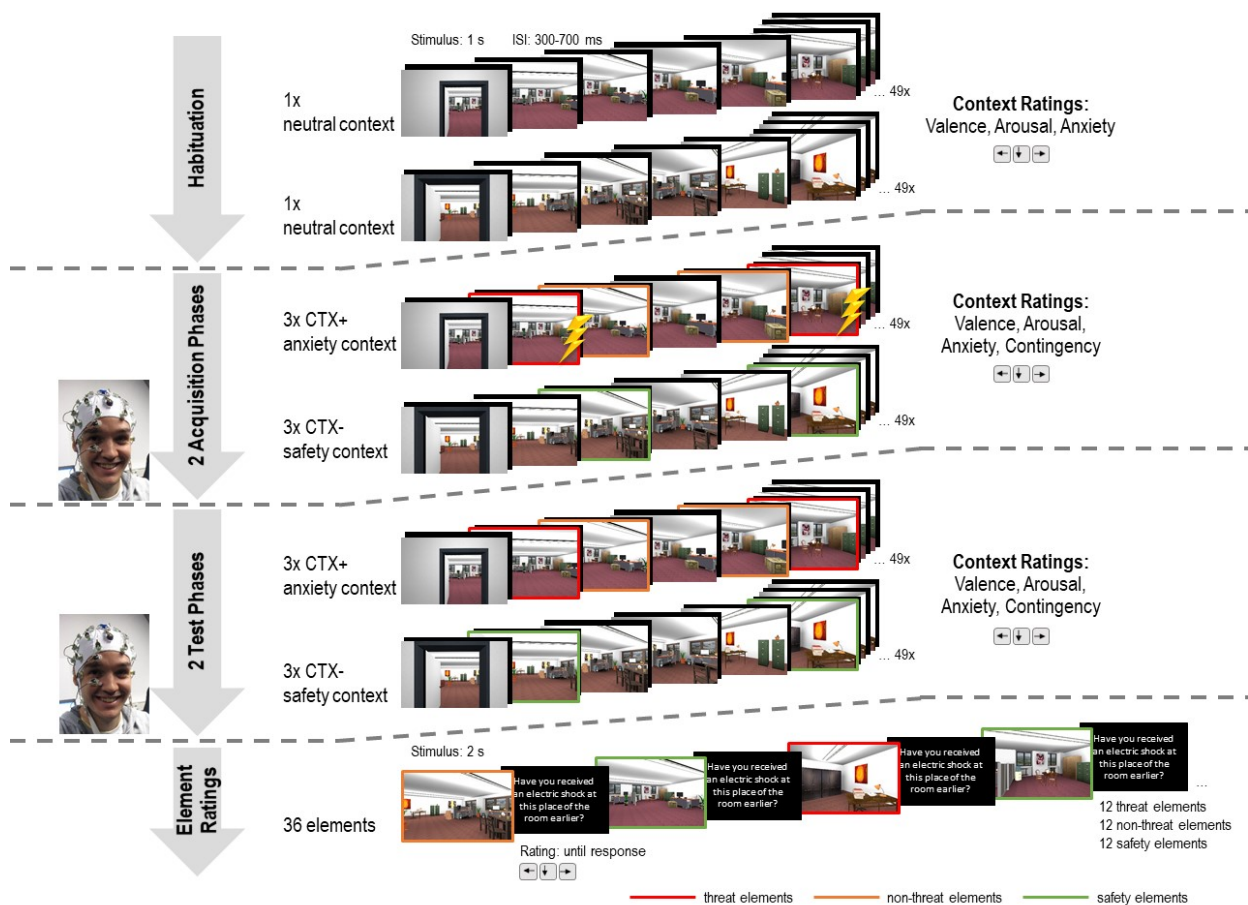 Habituation
Stimulus: 1 s
ISI: 300-700 ms
1x
neutral context
... 49x
1x
neutral context
... 49x
Context Ratings:
Valence, Arousal, Anxiety
2 Acquisition Phases
3x CTX+
anxiety context
... 49x
3x CTX-
safety context
... 49x
Context Ratings:
Valence, Arousal,
Anxiety, Contingency
2 Test Phases
3x CTX+
anxiety context
... 49x
3x CTX-
safety context
... 49x
Context Ratings:
Valence, Arousal,
Anxiety, Contingency
Element
Ratings
Stimulus: 2 s
36 elements
Have you received
an electric shock at
this place of the
room earlier?
Have you received
an electric shock at
this place of the
room earlier?
Have you received
an electric shock at
this place of the
room earlier?
Have you received
an electric shock at
this place of the
room earlier?
...
Rating: until response
12 threat elements
12 non-threat elements
12 safety elements
threat elements
non-threat elements
safety elements